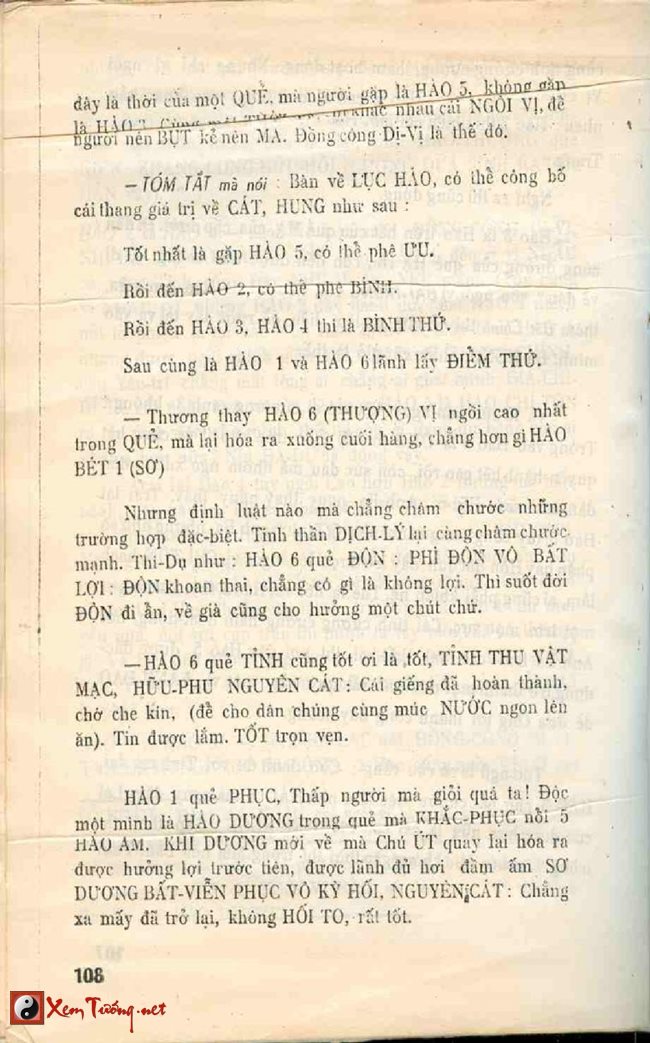 đây là thời của một QUẺ, mà người gặp là HÀO 5, không gặp
là HÀO khác nhau cái NGÔI VỊ, để
người nên BỤT kẻ nên MA. Đồng công Dị-Vị là thế đó.
— TÓM TẮT mà nói : Bàn về LỤC HÀO, có thể công bố
cái thang giá trị về CÁT, HUNG như sau :
Tốt nhất là gặp HÀO 5, có thể phê ƯU.
Rồi đến HÀO 2, có thể phê BÌNH.
Rồi đến HÀO 3, HÀO 4 thì là BÌNH THỨ.
Sau cùng là HÀO 1 và HÀO 6 lãnh lấy ĐIỂM THỨ.
— Thương thay HÀO 6 (THƯỢNG) VỊ ngồi cao nhất
trong QUẺ, mà lại hóa ra xuống cuối hàng, chẳng hơn gì HÀO
BÉT 1 (SƠ)
Nhưng định luật nào mà chẳng châm chước những
trường hợp đặc-biệt. Tinh thần DỊCH-LÝ lại càng châm chước
mạnh. Thí-Dụ như : HÀO 6 quẻ ĐỘN : PHÌ ĐỘN VÔ BẤT
LỢI : ĐỘN khoan thai, chẳng có gì là không lợi. Thì suốt đời
ĐỘN đi ẩn, về già cũng cho hưởng một chút chứ.
— HÀO 6 quẻ TỈNH cũng tốt ơi là tốt, TỈNH THU VẬT
MẠC, HỮU-PHU NGUYÊN CÁT : Cái giếng đã hoàn thành,
chớ che kín, (để cho dân chúng cùng múc NƯỚC ngon lên
ăn). Tin được lắm. TỐT trọn vẹn.
HÀO 1 quẻ PHỤC, Thấp người mà giỏi quá ta! Độc
một mình là HÀO DƯƠNG trong quẻ mà KHẮC-PHỤC nổi 5
HÀO ÂM. KHI DƯƠNG mới về mà Chú ÚT quay lại hóa ra
được hưởng lợi trước tiên, được lãnh đủ hơi đầm ấm SƠ
DƯƠNG BẤT-VIỄN PHỤC VÔ KỲ HỐI, NGUYÊN CÁT : Chẳng
xa mấy đã trở lại, không HỐI TO, rất tốt.
108
XemTướng.net